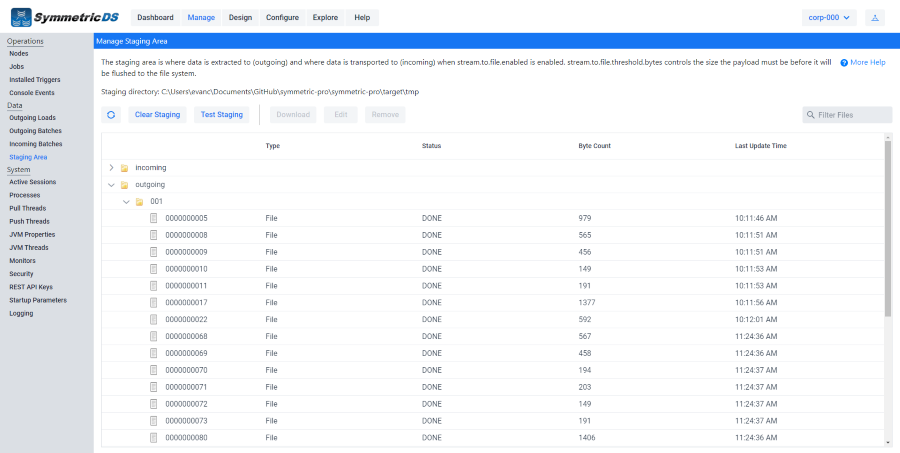 SymmetricDS Dashboard Manage Design Configure Explore Help corp-000
Operations
Nodes
Jobs
Installed Triggers
Console Events
Data
Outgoing Loads
Outgoing Batches
Incoming Batches
Staging Area
System
Active Sessions
Processes
Pull Threads
Push Threads
JVM Properties
JVM Threads
Monitors
Security
REST API Keys
Startup Parameters
Logging
Manage Staging Area
The staging area is where data is extracted to (outgoing) and where data is transported to (incoming) when stream.to.file.enabled is enabled. stream.to.file.threshold.bytes controls the size the payload must be before it will
be flushed to the file system.
More Help
Staging directory: C:\Users\evanc\Documents\GitHub\symmetric-pro\symmetric-pro\target\tmp
Clear Staging Test Staging Download Edit Remove Filter Files
Type Status Byte Count Last Update Time
incoming
outgoing
001
0000000005 File DONE 979 10:11:46 AM
0000000008 File DONE 565 10:11:51 AM
0000000009 File DONE 456 10:11:51 AM
0000000010 File DONE 149 10:11:53 AM
0000000011 File DONE 191 10:11:53 AM
0000000017 File DONE 1377 10:11:56 AM
0000000022 File DONE 592 10:12:01 AM
0000000068 File DONE 567 11:24:36 AM
0000000069 File DONE 458 11:24:36 AM
0000000070 File DONE 194 11:24:37 AM
0000000071 File DONE 203 11:24:37 AM
0000000072 File DONE 149 11:24:37 AM
0000000073 File DONE 191 11:24:37 AM
0000000080 File DONE 1406 11:24:36 AM